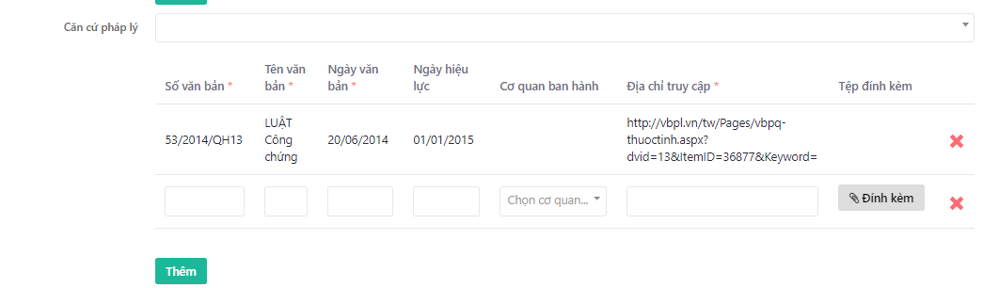 Căn cứ pháp lý
Số văn bản *
Tên văn
bản *
Ngày văn
bản *
Ngày hiệu
lực
Cơ quan ban hành
Địa chỉ truy cập *
Tệp đính kèm
53/2014/QH13
LUẬT
Công
chứng
20/06/2014
01/01/2015
http://vbpl.vn/tw/Pages/vbpq-
thuoctinh.aspx?
dvid=13&ItemID=36877&Keyword=
Chọn cơ quan...
Đính kèm
Thêm